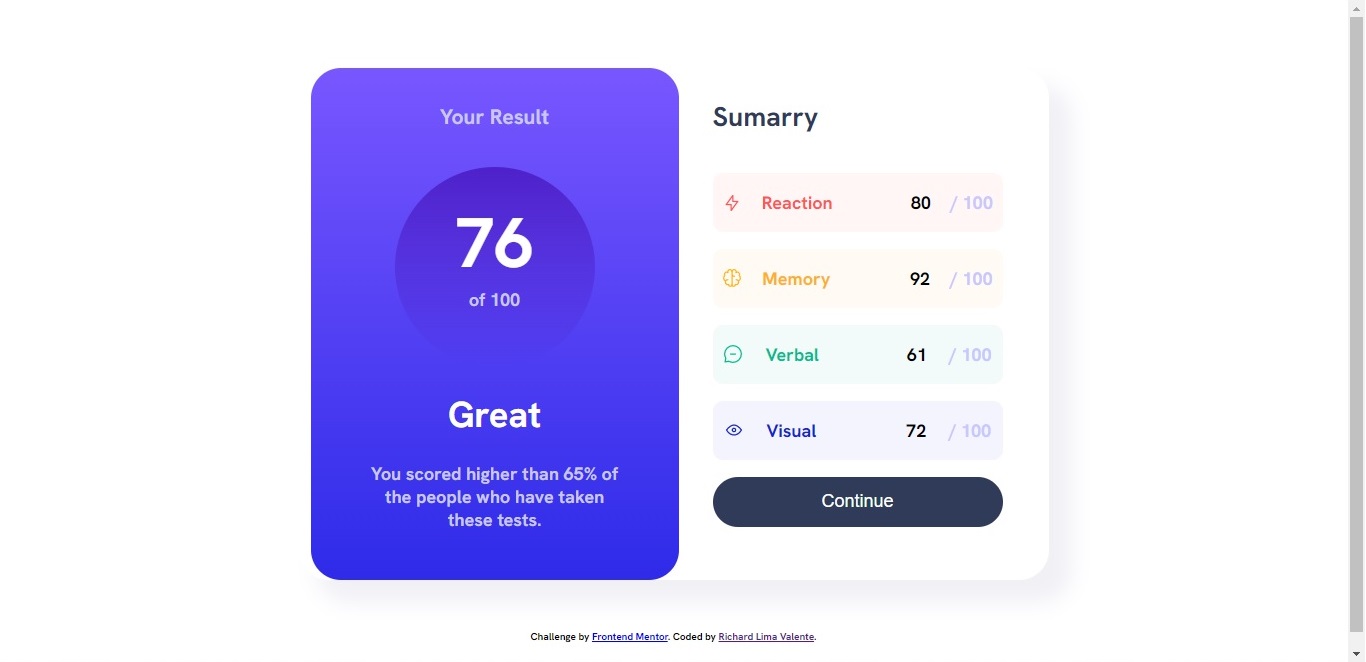 Your Result
76
of 100
Great
You scored higher than 65% of
the people who have taken
these tests.
Sumarry
Reaction 80 / 100
Memory 92 / 100
Verbal 61 / 100
Visual 72 / 100
Continue
Challenge by Frontend Mentor. Coded by Richard Lima Valente.